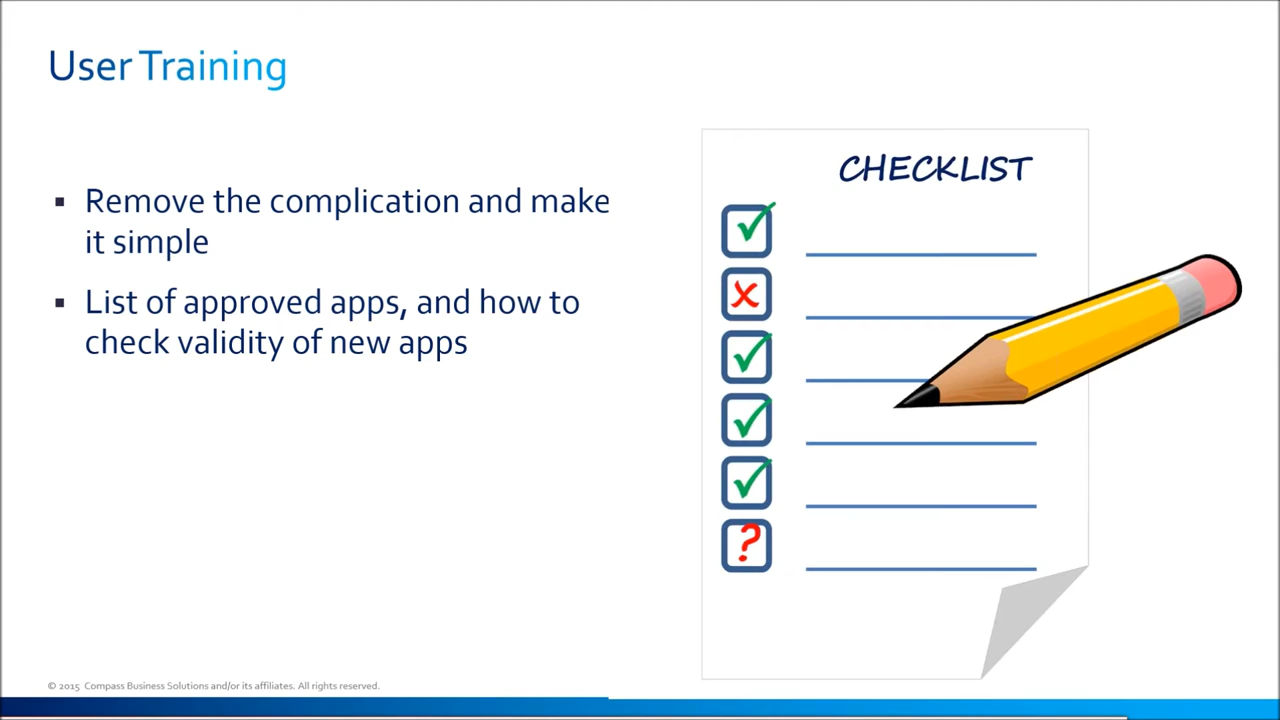 User Training
▪ Remove the complication and make
it simple
▪ List of approved apps, and how to
check validity of new apps
CHECKLIST
?
© 2015 Compass Business Solutions and/or its affiliates. All rights reserved.